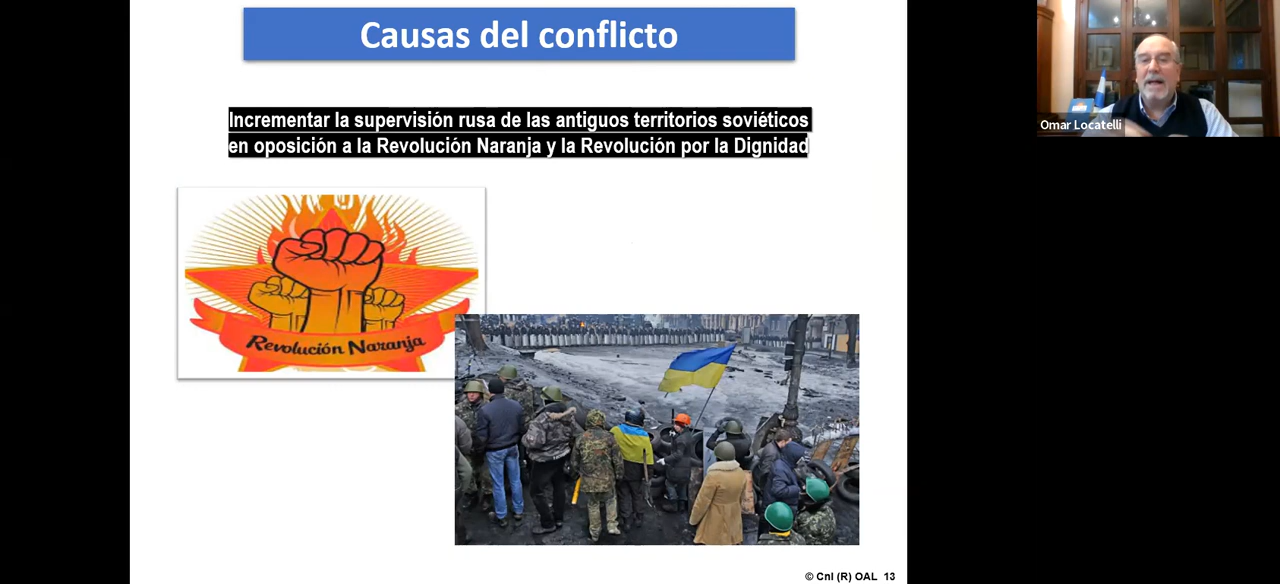 Causas del conflicto
Omar Locatelli
Incrementar la supervisión rusa de las antiguos territorios soviéticos
en oposición a la Revolución Naranja y la Revolución por la Dignidad
Revolución Naranja
© Cnl (R) OAL 13